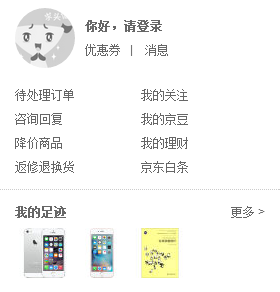 你好，请登录
优惠券 | 消息
待处理订单 我的关注
咨询回复 我的京豆
降价商品 我的理财
返修退换货 京东白条
我的足迹 更多 >